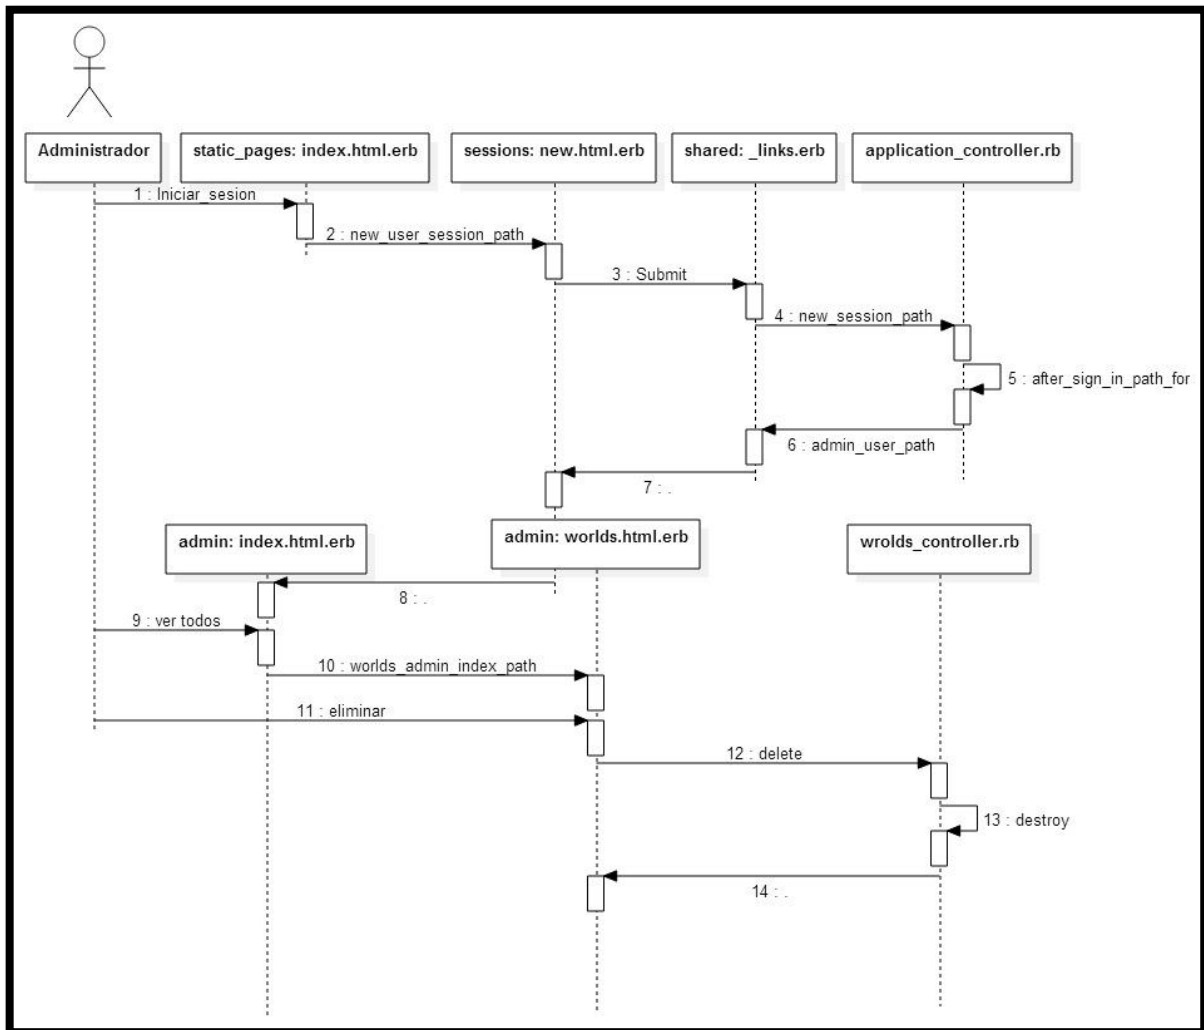 Administrador
static_pages: index.html.erb
sessions: new.html.erb
shared: _links.erb
application_controller.rb
1 : Iniciar_sesion
2 : new_user_session_path
3 : Submit
4 : new_session_path
5 : after_sign_in_path_for
6 : admin_user_path
7 : .
admin: index.html.erb
admin: worlds.html.erb
wrolds_controller.rb
8 : .
9 : ver todos
10 : worlds_admin_index_path
11 : eliminar
12 : delete
13 : destroy
14 : .